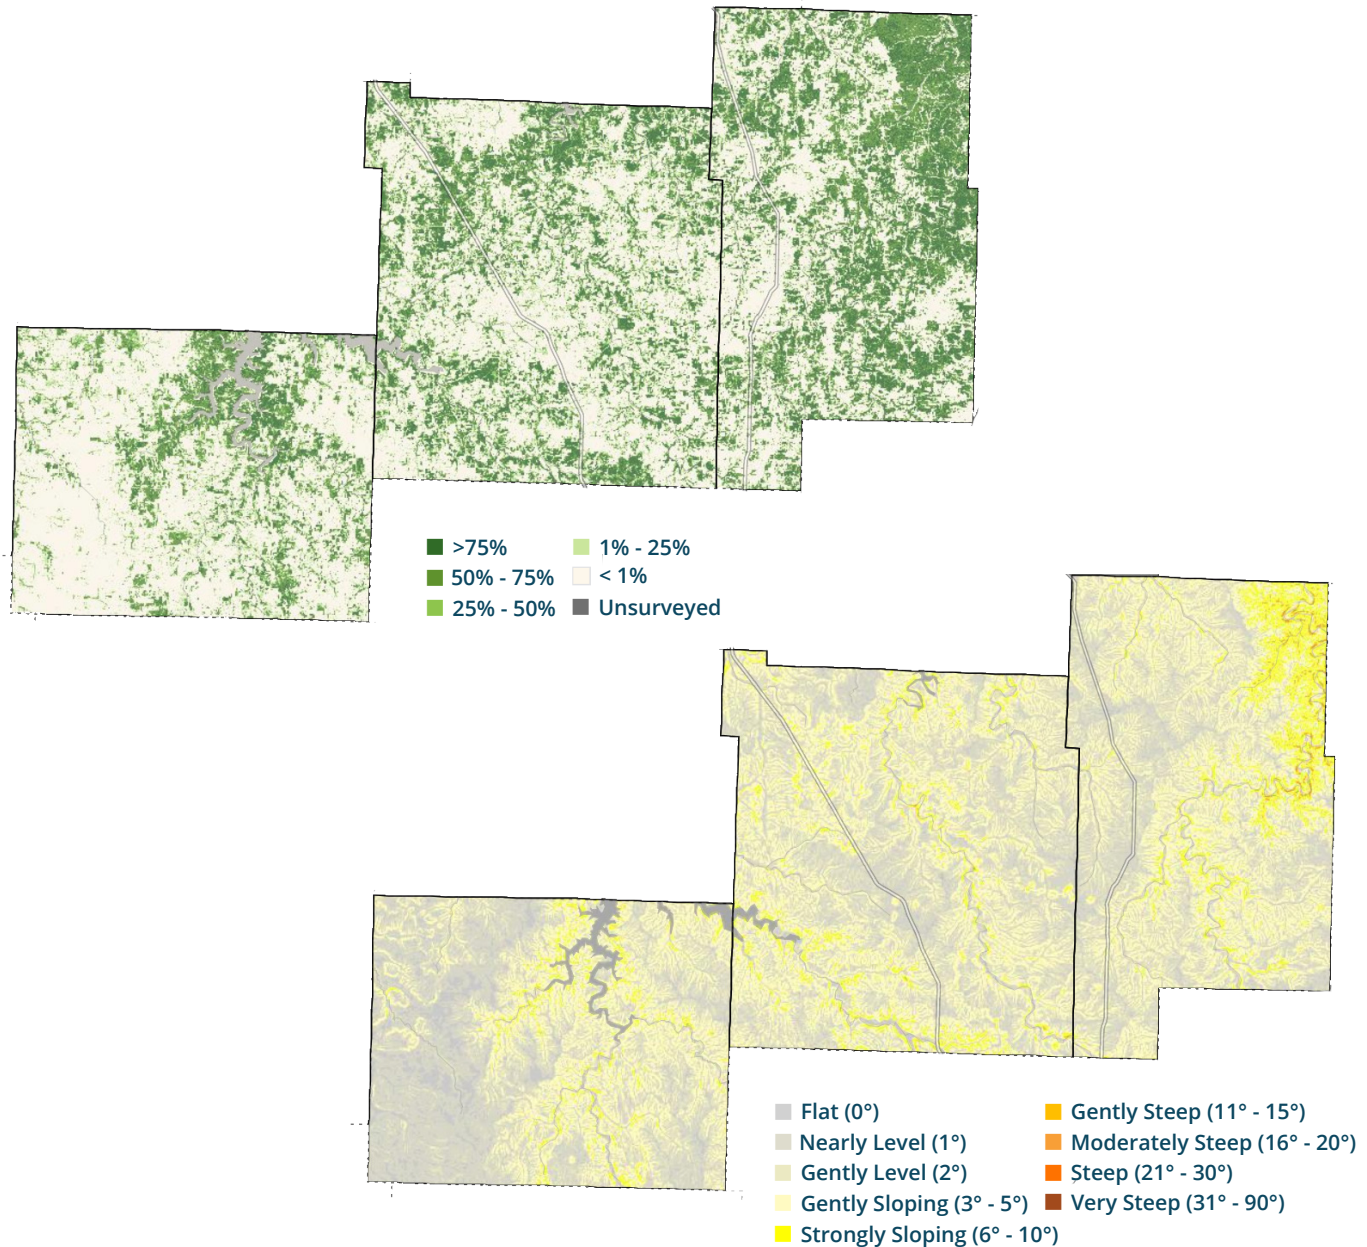 >75%
50% - 75%
25% - 50%
1% - 25%
< 1%
Unsurveyed
Flat (0°)
Nearly Level (1°)
Gently Level (2°)
Gently Sloping (3° - 5°)
Strongly Sloping (6° - 10°)
Gently Steep (11° - 15°)
Moderately Steep (16° - 20°)
Steep (21° - 30°)
Very Steep (31° - 90°)